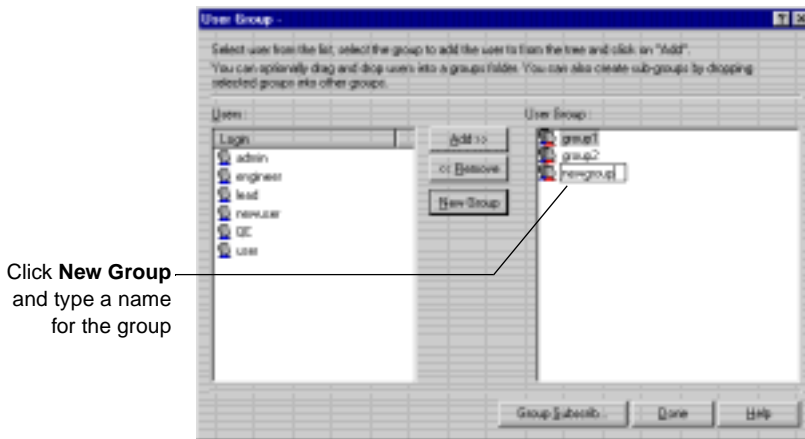 User Group -
Select user from the list, select the group to add the user to from the tree and click on "Add".
You can optionally drag and drop users into a groups folder. You can also create sub-groups by dropping
selected groups into other groups.
Users :
User Group :
Login
admin
engineer
lead
newuser
QE
user
Add >>
<< Remove
New Group
group1
group2
newgroup
Click New Group
and type a name
for the group
Group Subscrib...
Done
Help